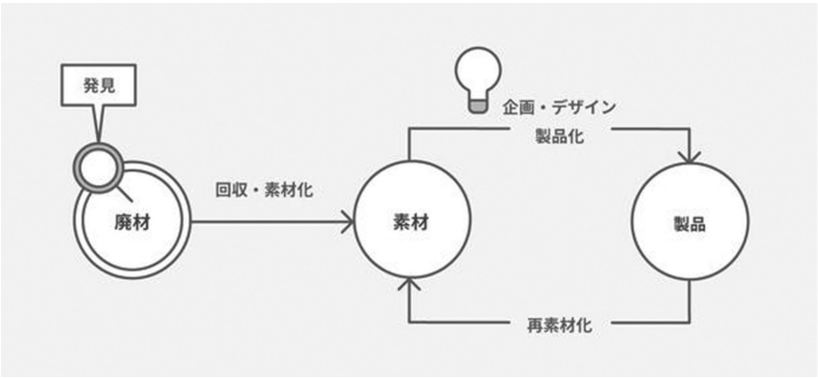 発見
廃材
回収・素材化
素材
企画・デザイン
製品化
製品
再素材化